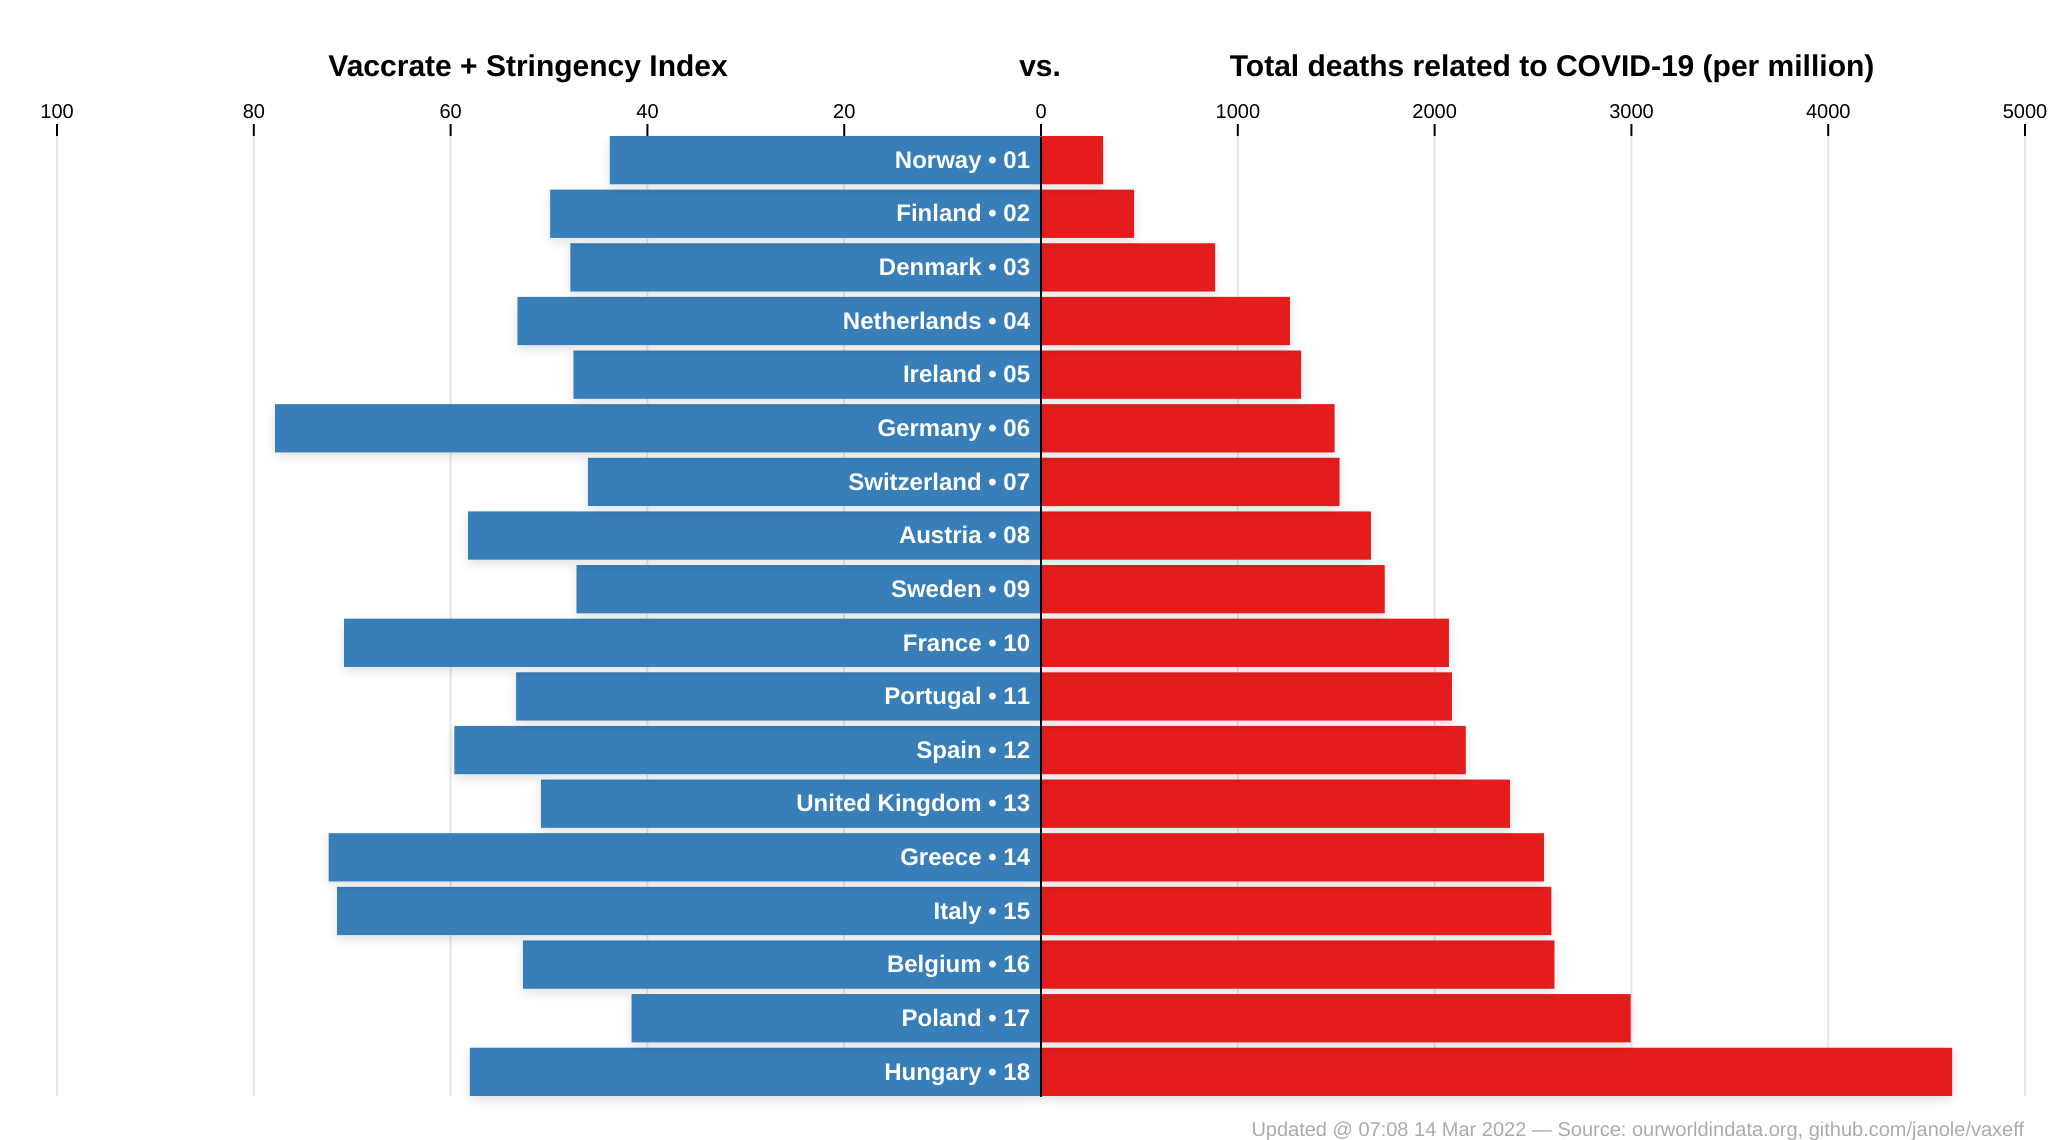 Vaccrate + Stringency Index vs. Total deaths related to COVID-19 (per million)
100 80 60 40 20 0 1000 2000 3000 4000 5000
Norway • 01
Finland • 02
Denmark • 03
Netherlands • 04
Ireland • 05
Germany • 06
Switzerland • 07
Austria • 08
Sweden • 09
France • 10
Portugal • 11
Spain • 12
United Kingdom • 13
Greece • 14
Italy • 15
Belgium • 16
Poland • 17
Hungary • 18
Updated @ 07:08 14 Mar 2022 — Source: ourworldindata.org, github.com/janole/vaxeff